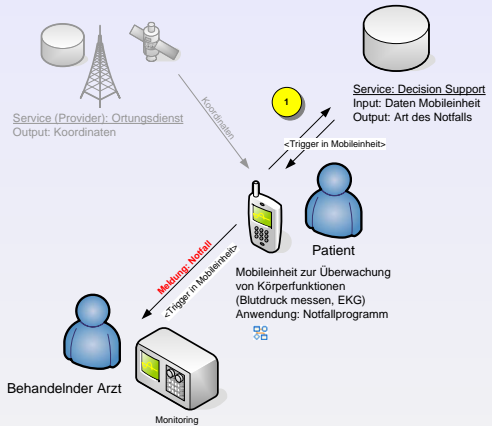 Service (Provider): Ortungsdienst
Output: Koordinaten
Koordinaten
1
Service: Decision Support
Input: Daten Mobileinheit
Output: Art des Notfalls
<Trigger in Mobileinheit>
Patient
Mobileinheit zur Überwachung
von Körperfunktionen
(Blutdruck messen, EKG)
Anwendung: Notfallprogramm
Meldung: Notfall
<Trigger in Mobileinheit>
Behandelnder Arzt
Monitoring